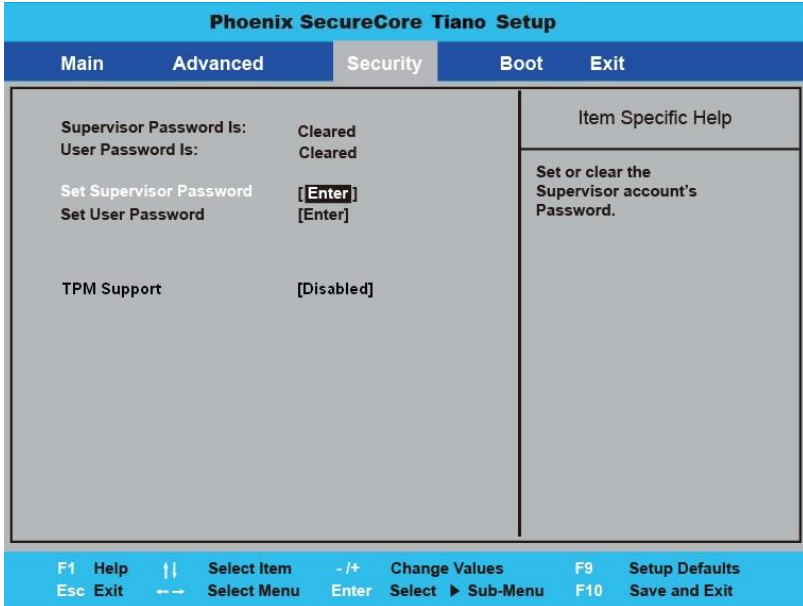 Phoenix SecureCore Tiano Setup
Main Advanced Security Boot Exit
Supervisor Password Is: Cleared
User Password Is: Cleared
Set Supervisor Password [Enter]
Set User Password [Enter]
TPM Support [Disabled]
Item Specific Help
Set or clear the
Supervisor account's
Password.
F1 Help ↑↓ Select Item -/+ Change Values F9 Setup Defaults
Esc Exit ←→ Select Menu Enter Select ▶ Sub-Menu F10 Save and Exit